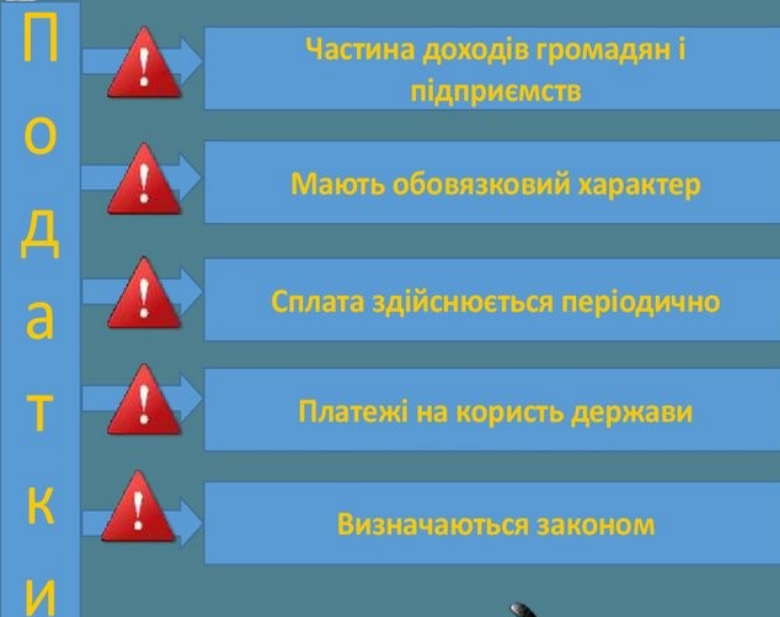 Податки
Частина доходів громадян і
підприємств
Мають обовязковий характер
Сплата здійснюється періодично
Платежі на користь держави
Визначаються законом